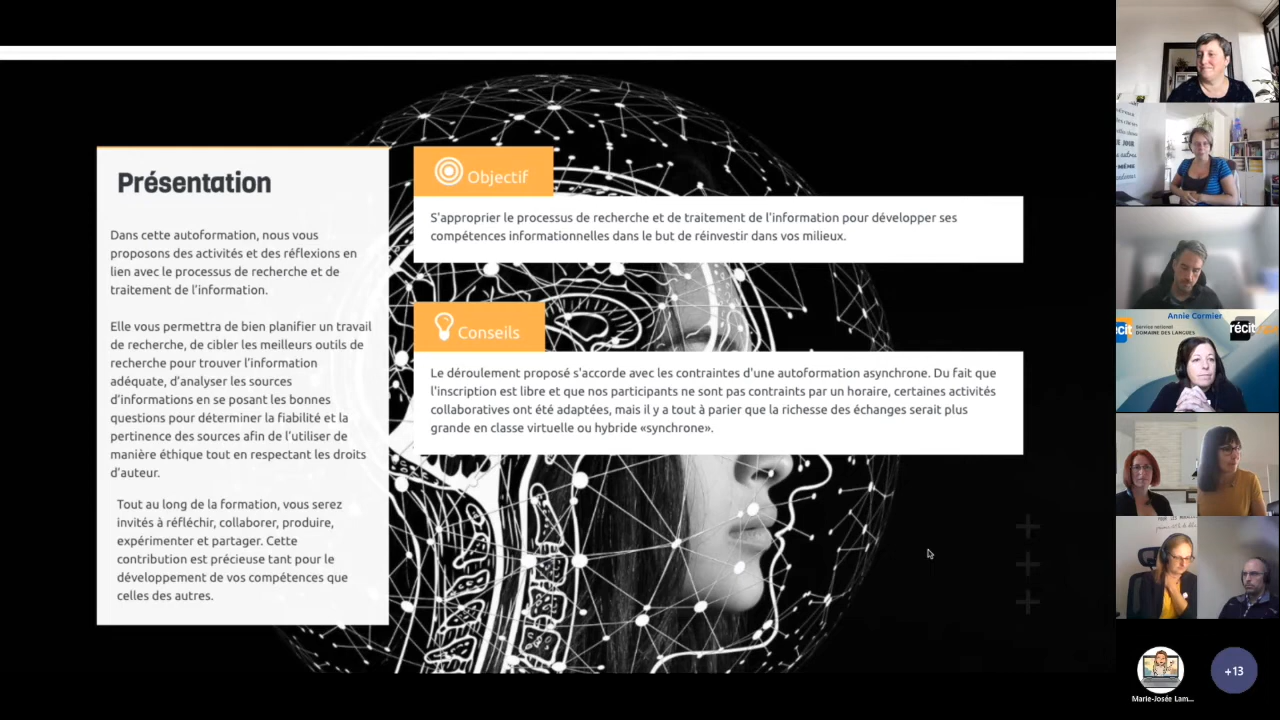 Présentation
Dans cette autoformation, nous vous
proposons des activités et des réflexions en
lien avec le processus de recherche et de
traitement de l'information.
Elle vous permettra de bien planifier un travail
de recherche, de cibler les meilleurs outils de
recherche pour trouver l'information
adéquate, d'analyser les sources
d'informations en se posant les bonnes
questions pour déterminer la fiabilité et la
pertinence des sources afin de l'utiliser de
manière éthique tout en respectant les droits
d'auteur.
Tout au long de la formation, vous serez
invités à réfléchir, collaborer, produire,
expérimenter et partager. Cette
contribution est précieuse tant pour le
développement de vos compétences que
celles des autres.
Objectif
S'approprier le processus de recherche et de traitement de l'information pour développer ses
compétences informationnelles dans le but de réinvestir dans vos milieux.
Conseils
Le déroulement proposé s'accorde avec les contraintes d'une autoformation asynchrone. Du fait que
l'inscription est libre et que nos participants ne sont pas contraints par un horaire, certaines activités
collaboratives ont été adaptées, mais il y a tout à parier que la richesse des échanges serait plus
grande en classe virtuelle ou hybride «synchrone».
Annie Cormier
cit
Service national
DOMAINE DES LANGUES
récit
Marie-Josée Lam...
+13